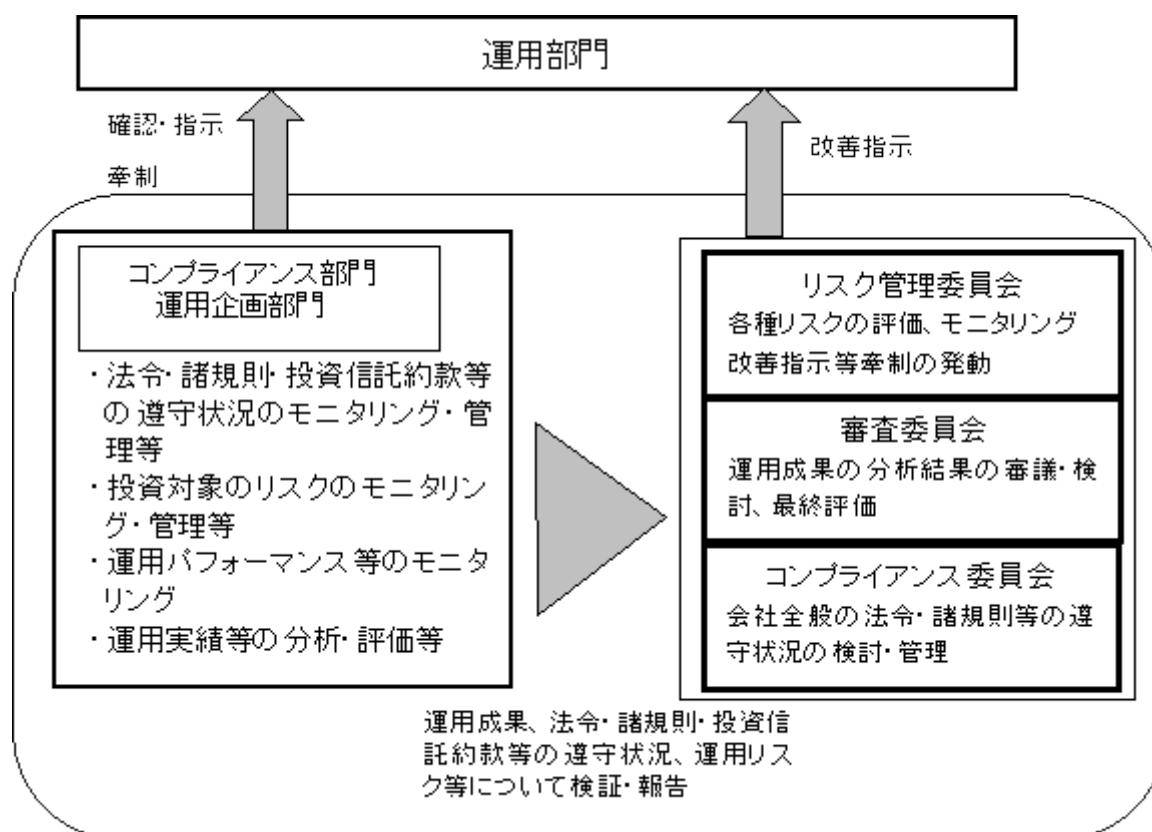 運用部門
確認・指示
牽制
改善指示
コンプライアンス部門
運用企画部門
・法令・諸規則・投資信託約款等
の遵守状況のモニタリング・管
理等
・投資対象のリスクのモニタリン
グ・管理等
・運用パフォーマンス等のモニタ
リング
・運用実績等の分析・評価等
リスク管理委員会
各種リスクの評価、モニタリング
改善指示等牽制の発動
審査委員会
運用成果の分析結果の審議・検
討、最終評価
コンプライアンス委員会
会社全般の法令・諸規則等の遵
守状況の検討・管理
運用成果、法令・諸規則・投資信
託約款等の遵守状況、運用リス
ク等について検証・報告